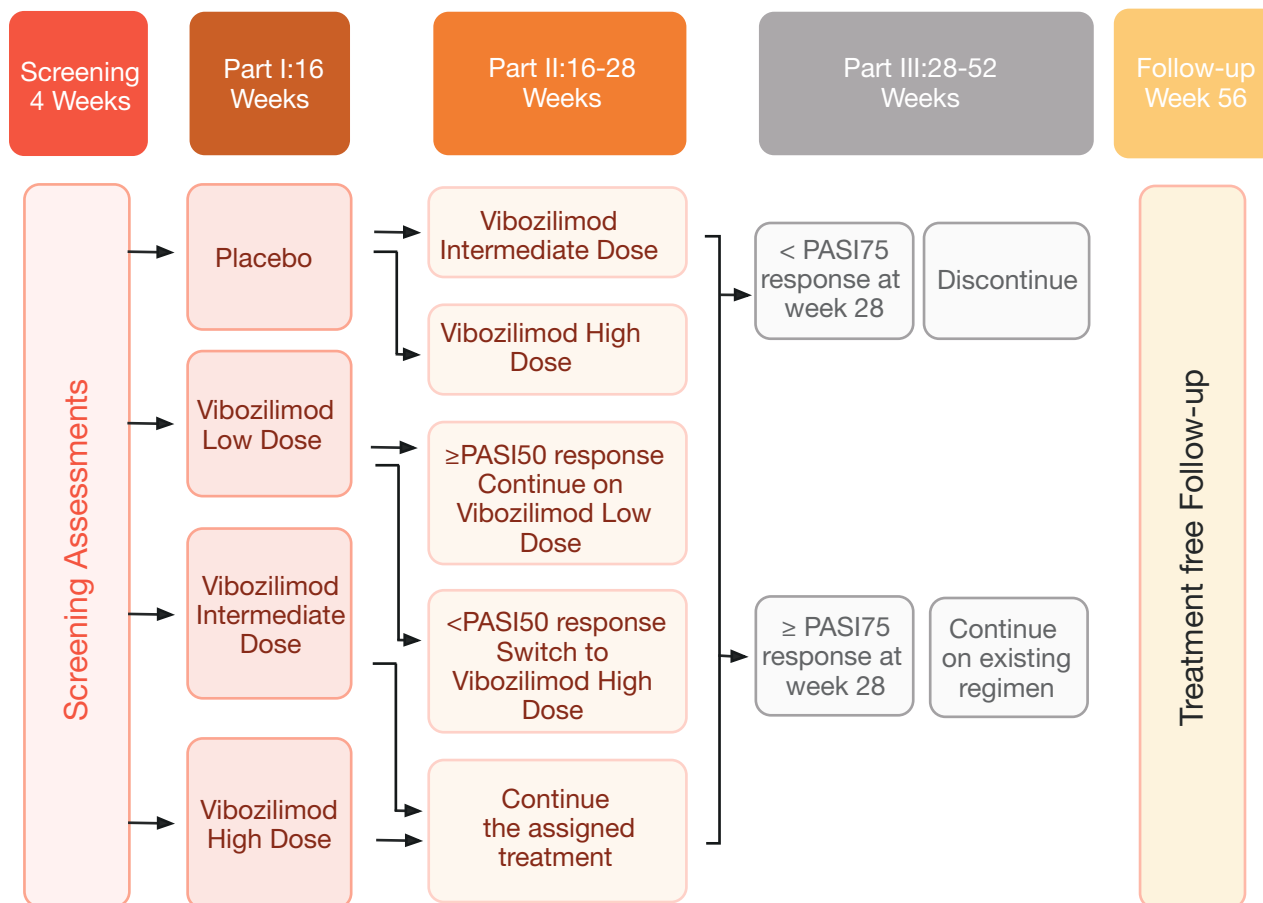 Screening
4 Weeks
Part I:16
Weeks
Part II:16-28
Weeks
Part III:28-52
Weeks
Follow-up
Week 56
Screening Assessments
Placebo
Vibozilimod
Low Dose
Vibozilimod
Intermediate
Dose
Vibozilimod
High Dose
Vibozilimod
Intermediate Dose
Vibozilimod High
Dose
≥PASI50 response
Continue on
Vibozilimod Low
Dose
<PASI50 response
Switch to
Vibozilimod High
Dose
Continue
the assigned
treatment
< PASI75
response at
week 28
Discontinue
≥ PASI75
response at
week 28
Continue
on existing
regimen
Treatment free Follow-up